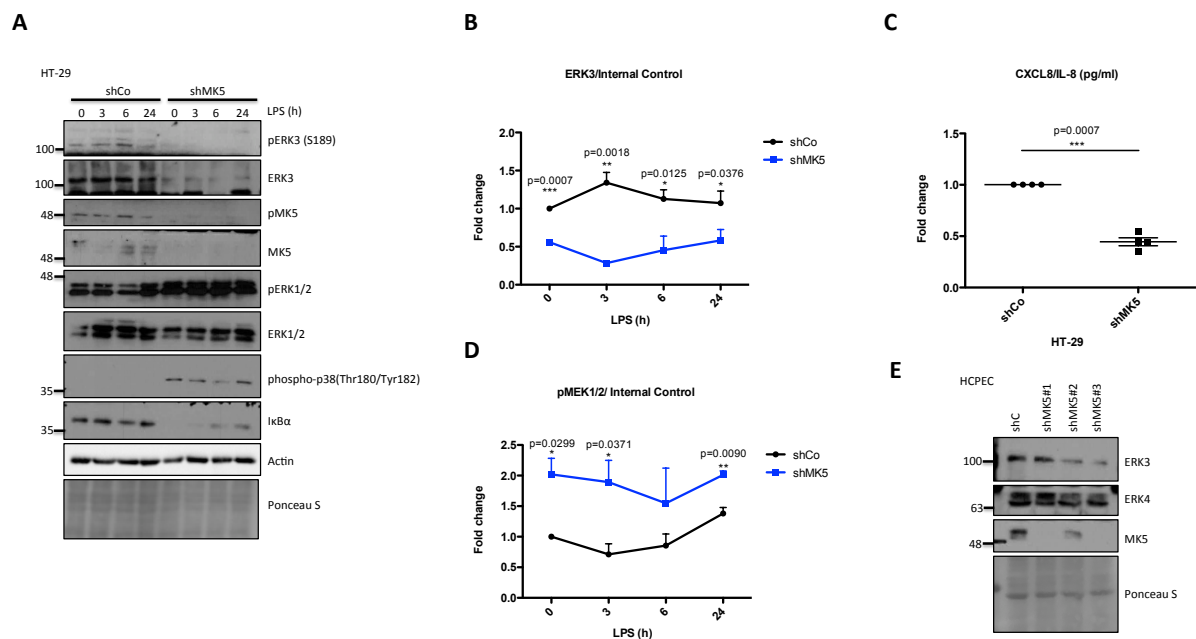 A
HT-29
shCo shMK5
0 3 6 24 0 3 6 24 LPS (h)
100 pERK3 (S189)
100 ERK3
48 pMK5
MK5
48
pERK1/2
ERK1/2
35 phospho-p38(Thr180/Tyr182)
35 IκBα
Actin
Ponceau S
B
ERK3/Internal Control
Fold change
2.0
1.5
1.0
0.5
0.0
p=0.0007
***
p=0.0018
**
p=0.0125
*
p=0.0376
*
shCo
shMK5
0 3 6 24
LPS (h)
C
CXCL8/IL-8 (pg/ml)
Fold change
1.5
1.0
0.5
0.0
p=0.0007
***
shCo shMK5
HT-29
D
pMEK1/2/ Internal Control
Fold change
2.5
2.0
1.5
1.0
0.5
0.0
p=0.0299
*
p=0.0371
*
p=0.0090
**
shCo
shMK5
0 3 6 24
LPS (h)
E
HCPEC
shC shMK5#1 shMK5#2 shMK5#3
100 ERK3
63 ERK4
48 MK5
Ponceau S